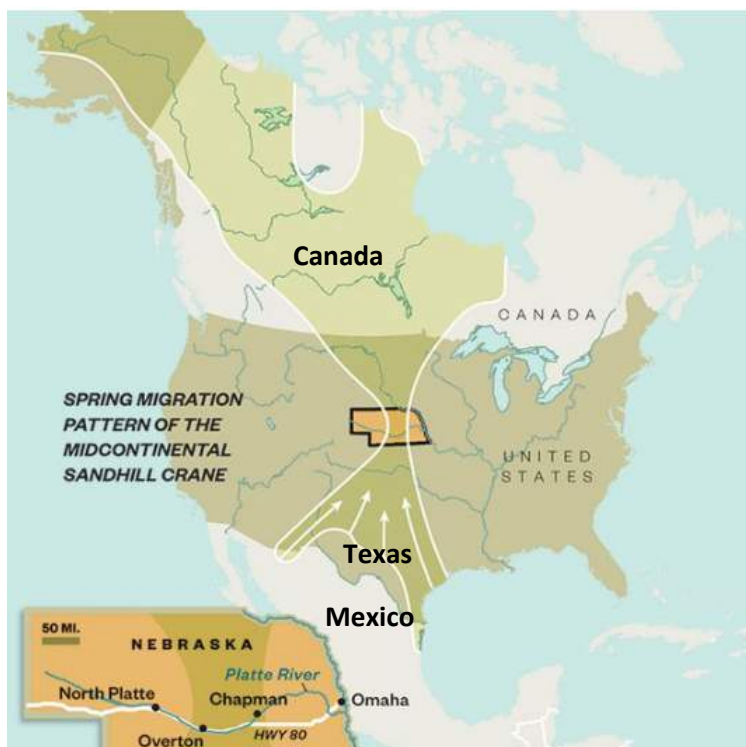 Canada
CANADA
SPRING MIGRATION
PATTERN OF THE
MIDCONTINENTAL
SANDHILL CRANE
UNITED
STATES
Texas
Mexico
50 MI.
NEBRASKA
Platte River
North Platte
Chapman
Omaha
HWY 80
Overton